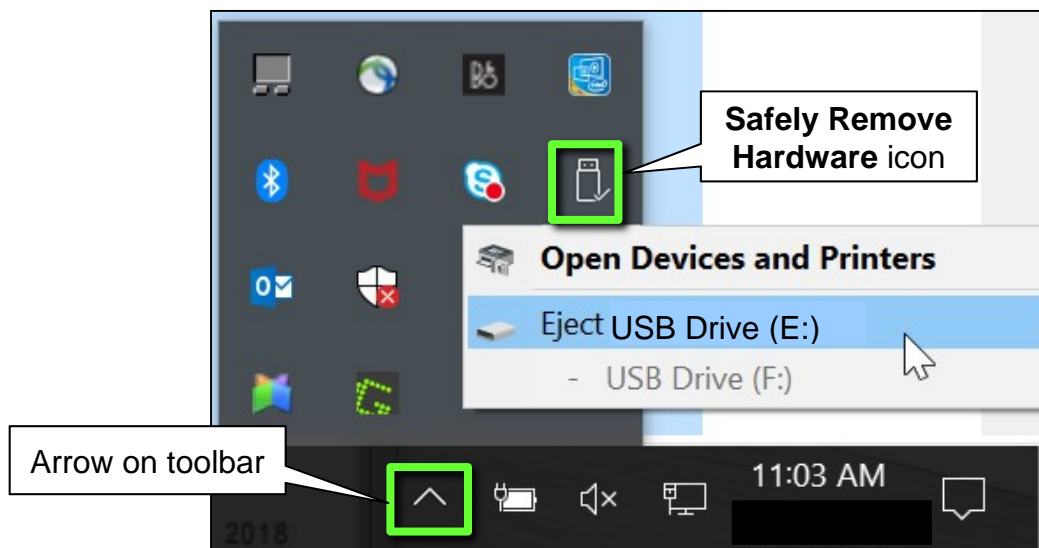 Safely Remove
Hardware icon
Open Devices and Printers
Eject USB Drive (E:)
- USB Drive (F:)
Arrow on toolbar
11:03 AM
2018